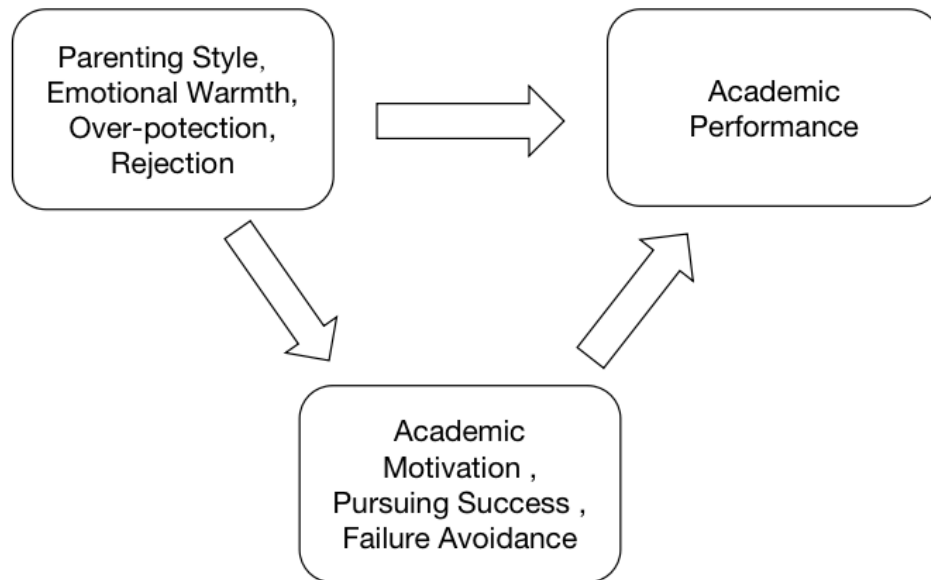 Parenting Style,
Emotional Warmth,
Over-potection,
Rejection
Academic
Performance
Academic
Motivation ,
Pursuing Success ,
Failure Avoidance